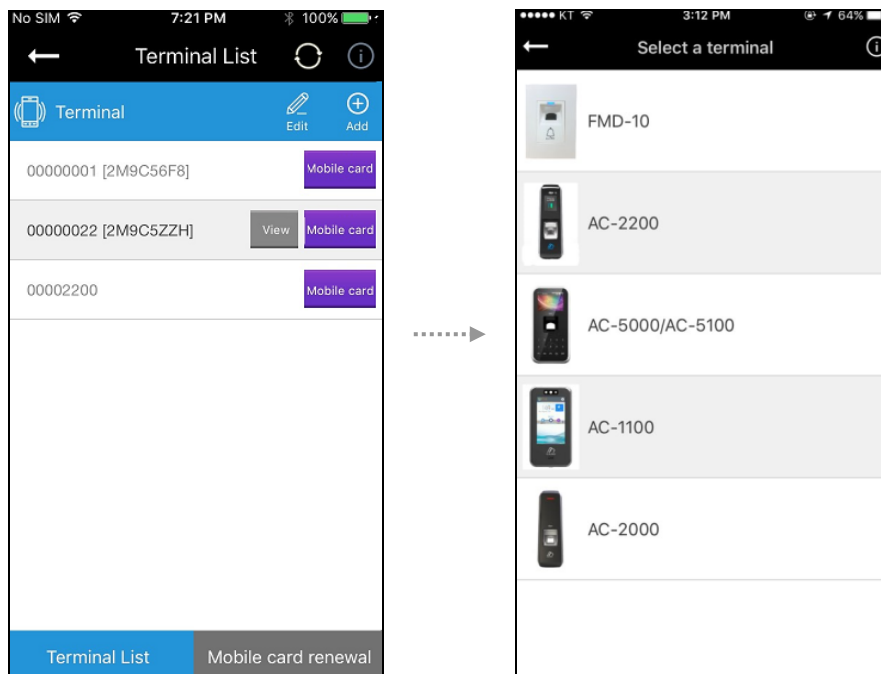 No SIM 7:21 PM 100%
Terminal List
Terminal
Edit Add
00000001 [2M9C56F8] Mobile card
00000022 [2M9C5ZZH] View Mobile card
00002200 Mobile card
Terminal List Mobile card renewal
KT 3:12 PM 64%
Select a terminal
FMD-10
AC-2200
AC-5000/AC-5100
AC-1100
AC-2000